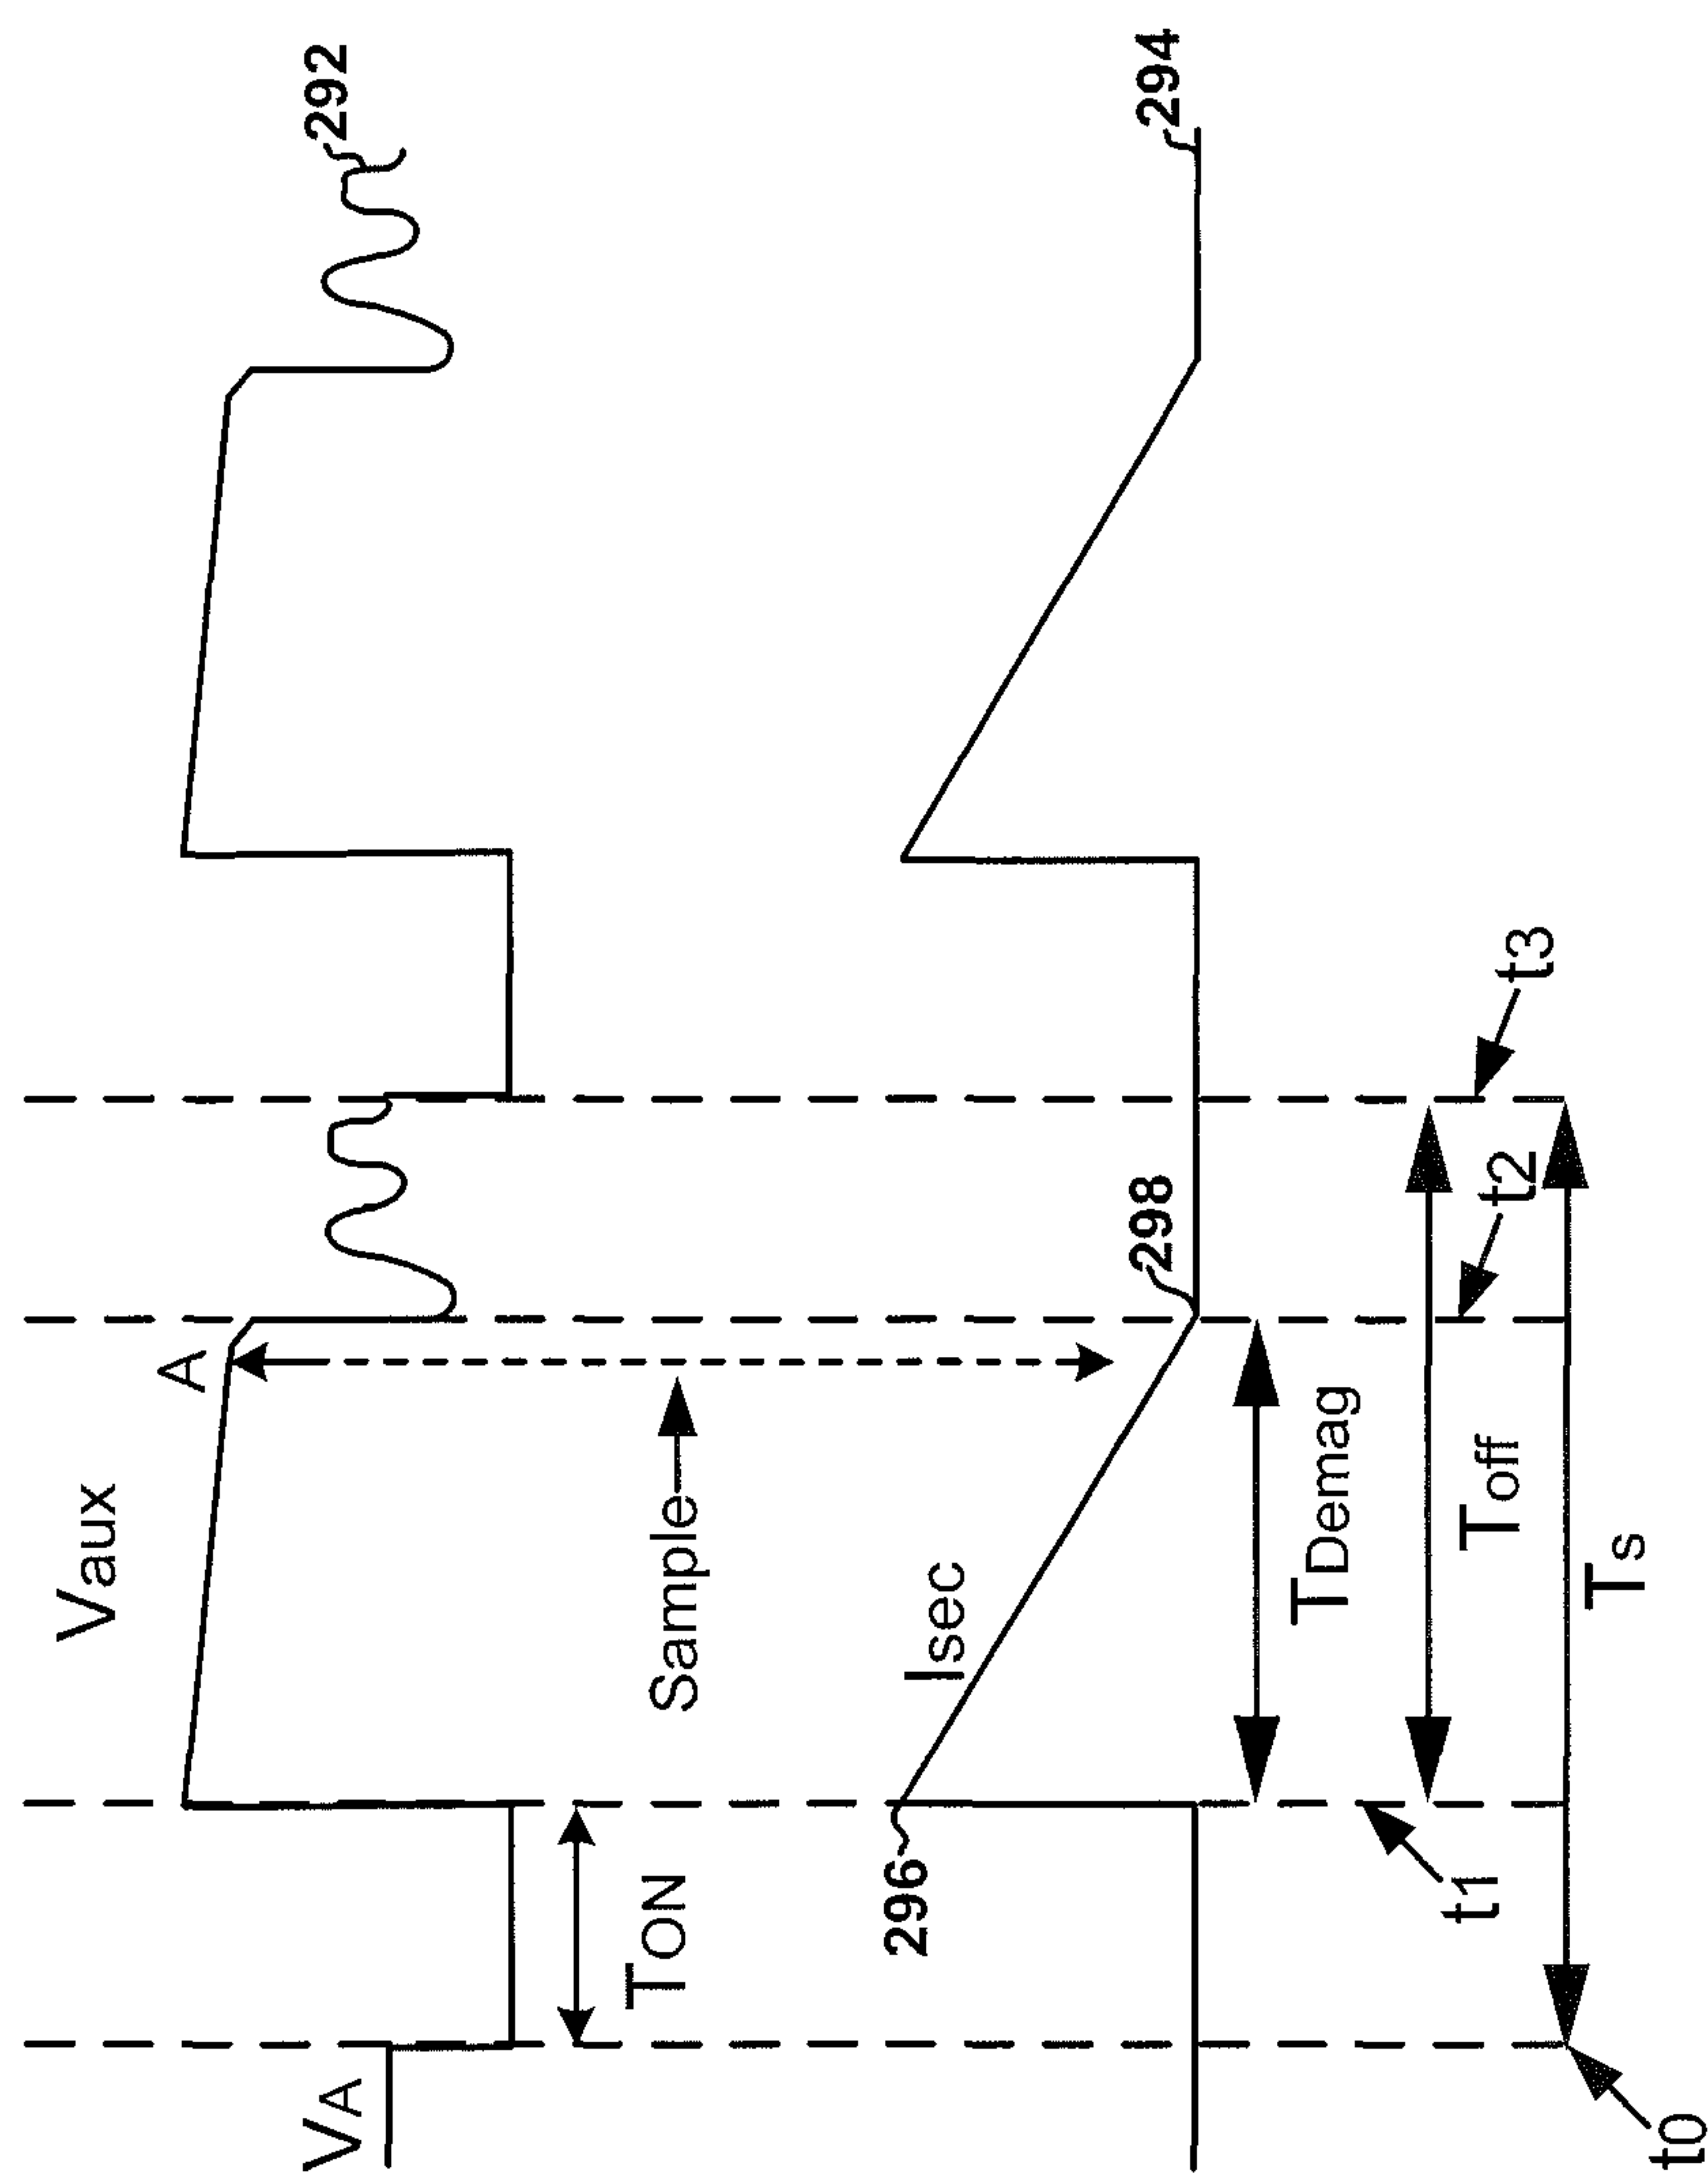 Vaux
292
VA
A
TON
Sample
Isec
294
296
298
TDemag
Toff
Ts
t0
t1
t2
t3